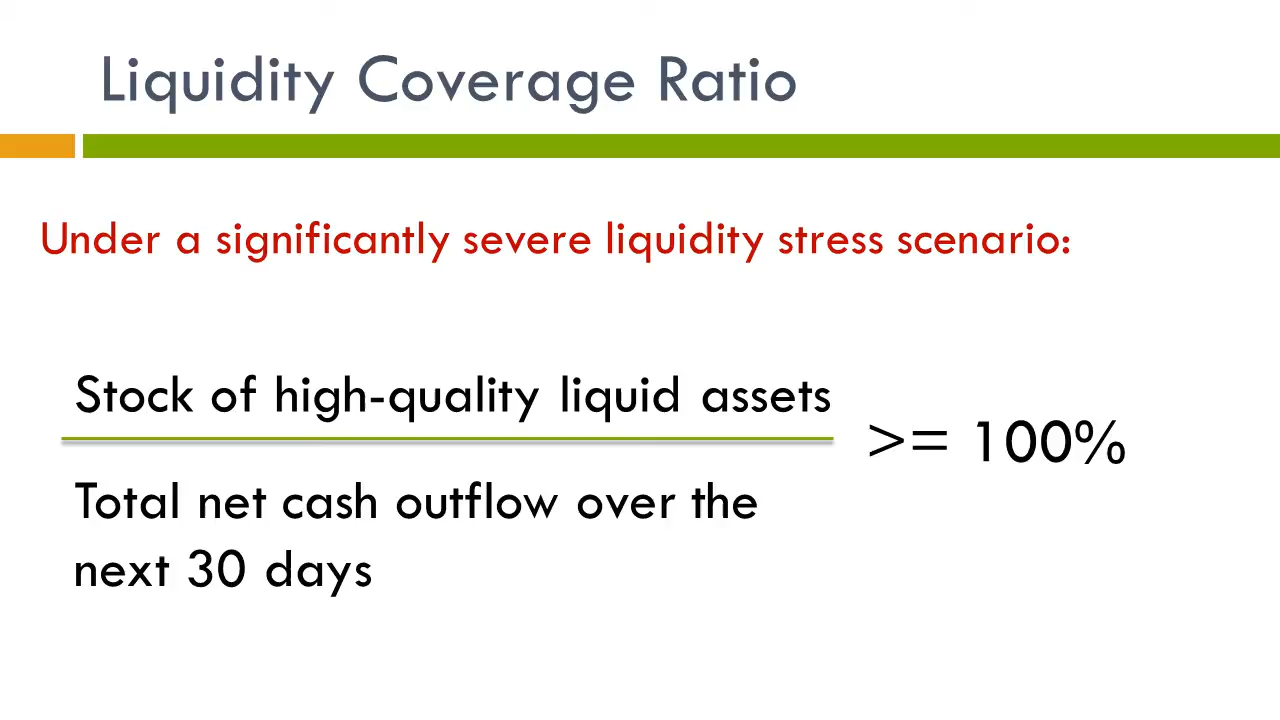 Liquidity Coverage Ratio
Under a significantly severe liquidity stress scenario:
Stock of high-quality liquid assets
>= 100%
Total net cash outflow over the
next 30 days